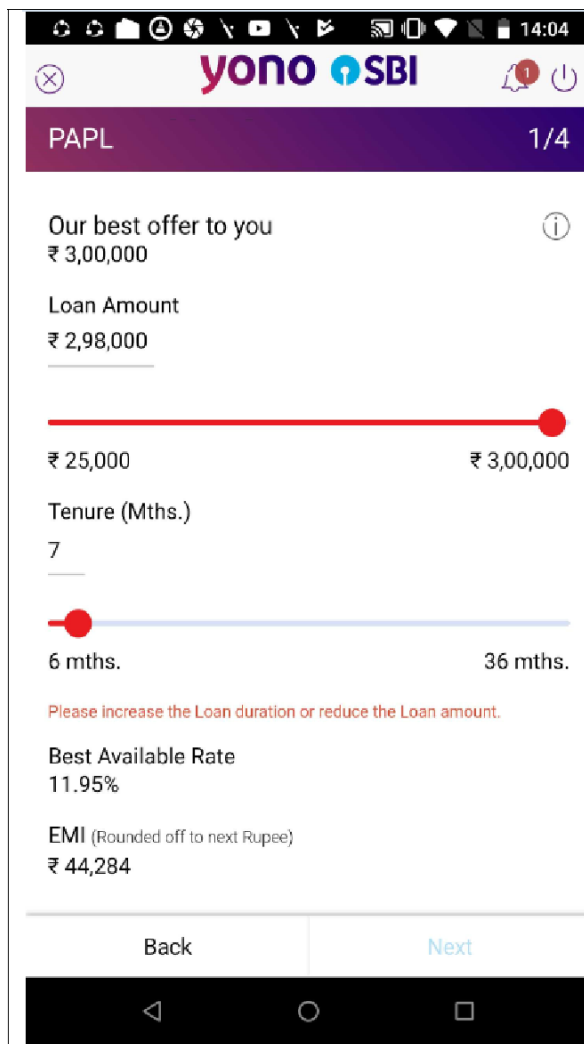 14:04
yono SBI
1
PAPL 1/4
Our best offer to you
₹ 3,00,000
Loan Amount
₹ 2,98,000
₹ 25,000 ₹ 3,00,000
Tenure (Mths.)
7
6 mths. 36 mths.
Please increase the Loan duration or reduce the Loan amount.
Best Available Rate
11.95%
EMI (Rounded off to next Rupee)
₹ 44,284
Back Next